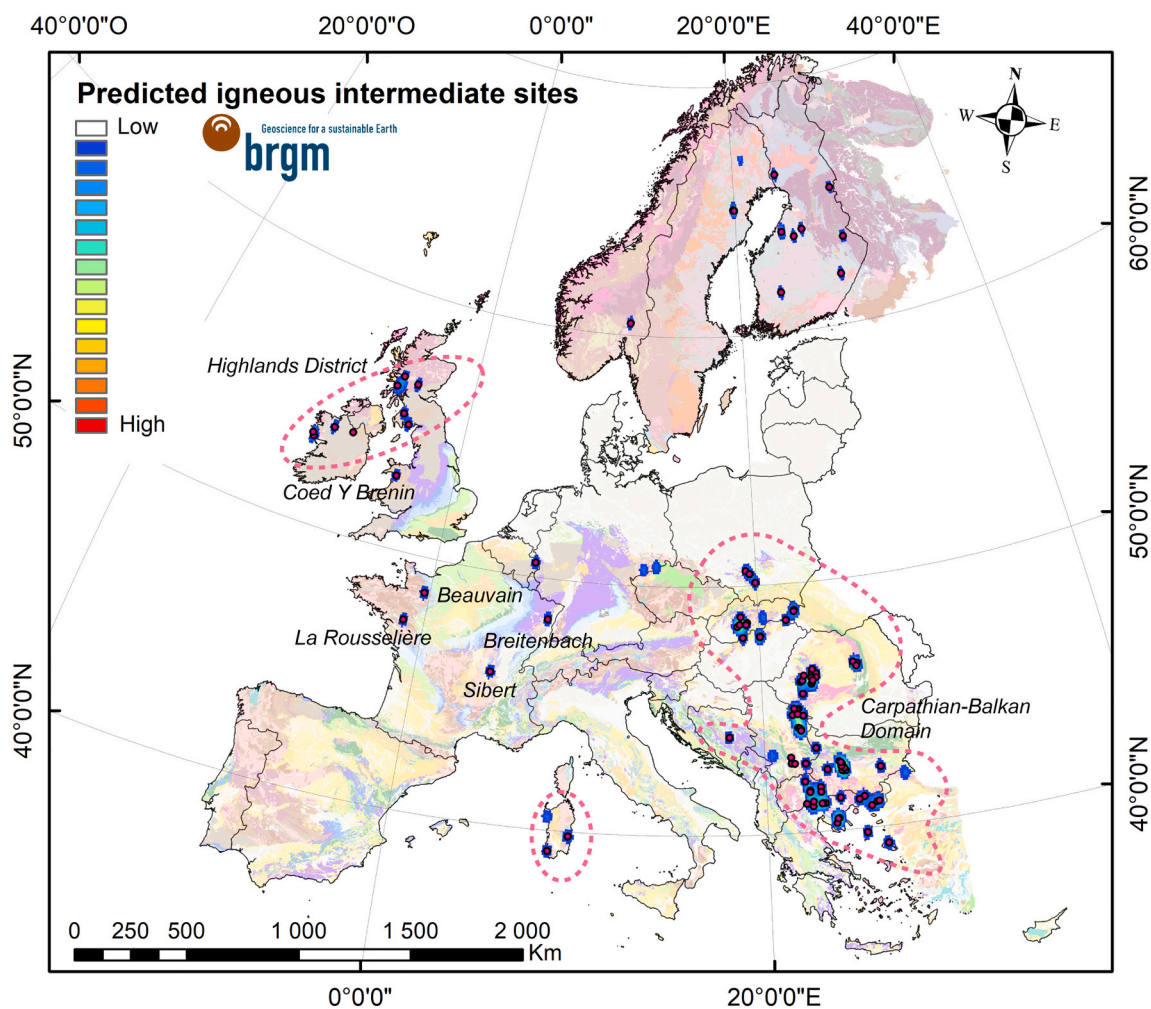 40°0'0"O 20°0'0"O 0°0'0" 20°0'0"E 40°0'0"E
Predicted igneous intermediate sites
Low
Geoscience for a sustainable Earth
brgm
High
N
W E
S
60°0'0"N
50°0'0"N
50°0'0"N
40°0'0"N
40°0'0"N
Highlands District
Coed Y Brenin
Beauvain
La Rousselière
Breitenbach
Sibert
Carpathian-Balkan
Domain
0 250 500 1 000 1 500 2 000
Km
0°0'0" 20°0'0"E